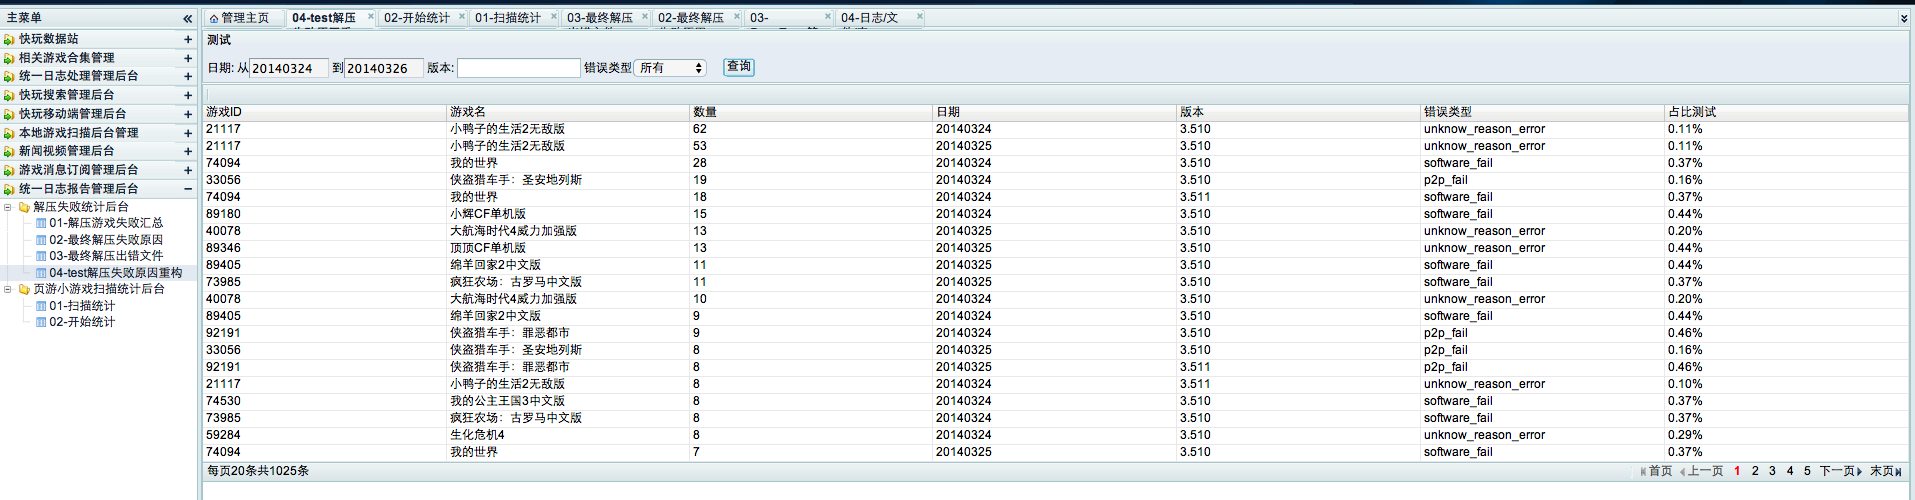 主菜单
管理主页 04-test解压 02-开始统计 01-扫描统计 03-最终解压 02-最终解压 03- 04-日志/文
快玩数据站
相关游戏合集管理
统一日志处理管理后台
快玩搜索管理后台
快玩移动端管理后台
本地游戏扫描后台管理
新闻视频管理后台
游戏消息订阅管理后台
统一日志报告管理后台
解压失败统计后台
01-解压游戏失败汇总
02-最终解压失败原因
03-最终解压出错文件
04-test解压失败原因重构
页游小游戏扫描统计后台
01-扫描统计
02-开始统计
测试
日期: 从 20140324 到 20140326 版本: 错误类型 所有 查询
游戏ID 游戏名 数量 日期 版本 错误类型 占比测试
21117 小鸭子的生活2无敌版 62 20140324 3.510 unknow_reason_error 0.11%
21117 小鸭子的生活2无敌版 53 20140325 3.510 unknow_reason_error 0.11%
74094 我的世界 28 20140324 3.510 software_fail 0.37%
33056 侠盗猎车手：圣安地列斯 19 20140324 3.510 p2p_fail 0.16%
74094 我的世界 18 20140324 3.511 software_fail 0.37%
89180 小辉CF单机版 15 20140324 3.510 software_fail 0.44%
40078 大航海时代4威力加强版 13 20140324 3.510 unknow_reason_error 0.20%
89346 顶顶CF单机版 13 20140325 3.510 unknow_reason_error 0.44%
89405 绵羊回家2中文版 11 20140325 3.510 software_fail 0.44%
73985 疯狂农场：古罗马中文版 11 20140325 3.510 software_fail 0.37%
40078 大航海时代4威力加强版 10 20140324 3.510 unknow_reason_error 0.20%
89405 绵羊回家2中文版 9 20140324 3.510 software_fail 0.44%
92191 侠盗猎车手：罪恶都市 9 20140325 3.510 p2p_fail 0.46%
33056 侠盗猎车手：圣安地列斯 8 20140325 3.510 p2p_fail 0.16%
92191 侠盗猎车手：罪恶都市 8 20140325 3.511 p2p_fail 0.46%
21117 小鸭子的生活2无敌版 8 20140324 3.511 unknow_reason_error 0.10%
74530 我的公主王国3中文版 8 20140324 3.510 software_fail 0.37%
73985 疯狂农场：古罗马中文版 8 20140324 3.510 software_fail 0.37%
59284 生化危机4 8 20140324 3.510 unknow_reason_error 0.29%
74094 我的世界 7 20140325 3.510 software_fail 0.37%
每页20条共1025条 首页 上一页 1 2 3 4 5 下一页 末页